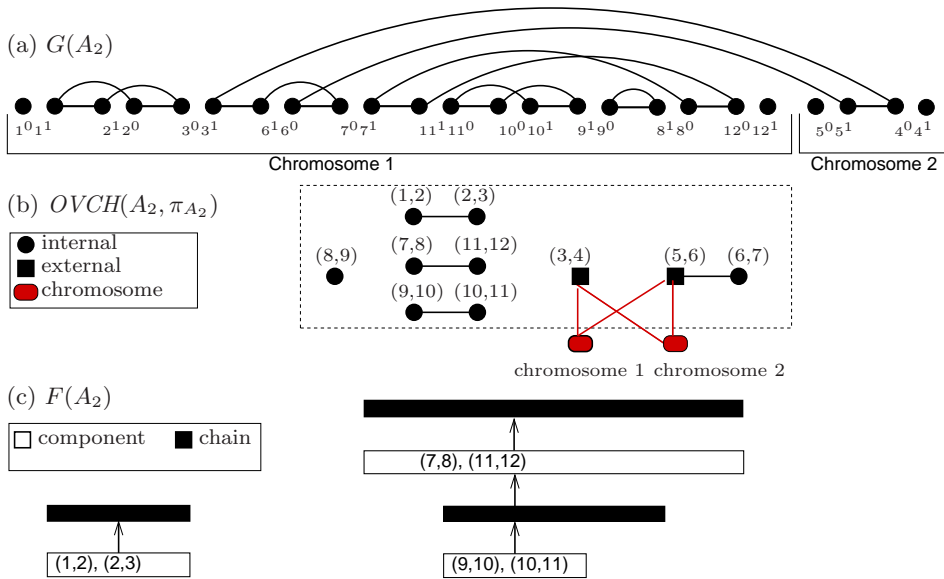 (a) G(A₂)
1⁰1¹ 2¹2⁰ 3⁰3¹ 6¹6⁰ 7⁰7¹ 11¹11⁰ 10⁰10¹ 9¹9⁰ 8¹8⁰ 12⁰12¹ 5⁰5¹ 4⁰4¹
Chromosome 1 Chromosome 2
(b) OVCH(A₂, π_{A₂})
internal
external
chromosome
(1,2) (2,3)
(8,9) (7,8) (11,12) (3,4) (5,6) (6,7)
(9,10) (10,11)
chromosome 1 chromosome 2
(c) F(A₂)
component chain
(7,8), (11,12)
(1,2), (2,3) (9,10), (10,11)